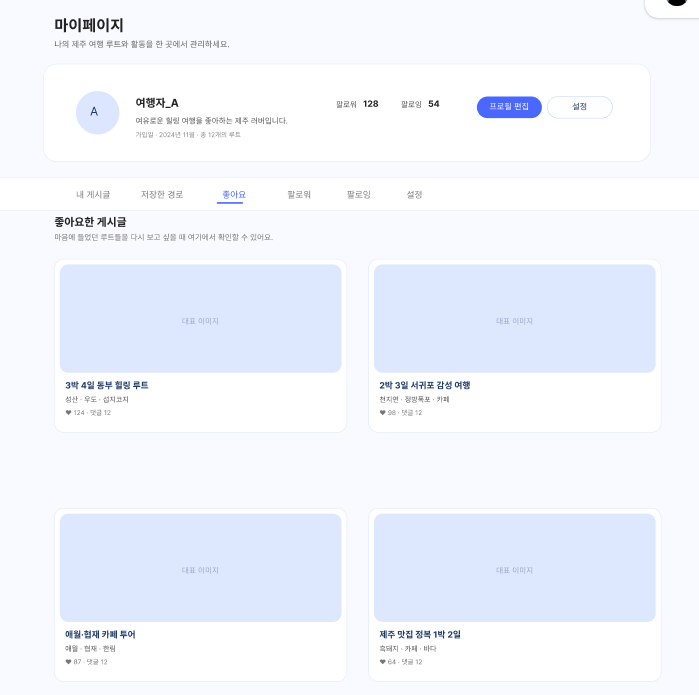 마이페이지
나의 제주 여행 루트와 활동을 한 곳에서 관리하세요.
A
여행자_A
여유로운 힐링 여행을 좋아하는 제주 러버입니다.
가입일 · 2024년 11월 · 총 12개의 루트
팔로워 128
팔로잉 54
프로필 편집
설정
내 게시글
저장한 경로
좋아요
팔로워
팔로잉
설정
좋아요한 게시글
마음에 들었던 루트들을 다시 보고 싶을 때 여기에서 확인할 수 있어요.
대표 이미지
3박 4일 동부 힐링 루트
성산 · 우도 · 섭지코지
♥ 124 · 댓글 12
대표 이미지
2박 3일 서귀포 감성 여행
천지연 · 정방폭포 · 카페
♥ 98 · 댓글 12
대표 이미지
애월·협재 카페 투어
애월 · 협재 · 한림
♥ 87 · 댓글 12
대표 이미지
제주 맛집 정복 1박 2일
흑돼지 · 카페 · 바다
♥ 64 · 댓글 12